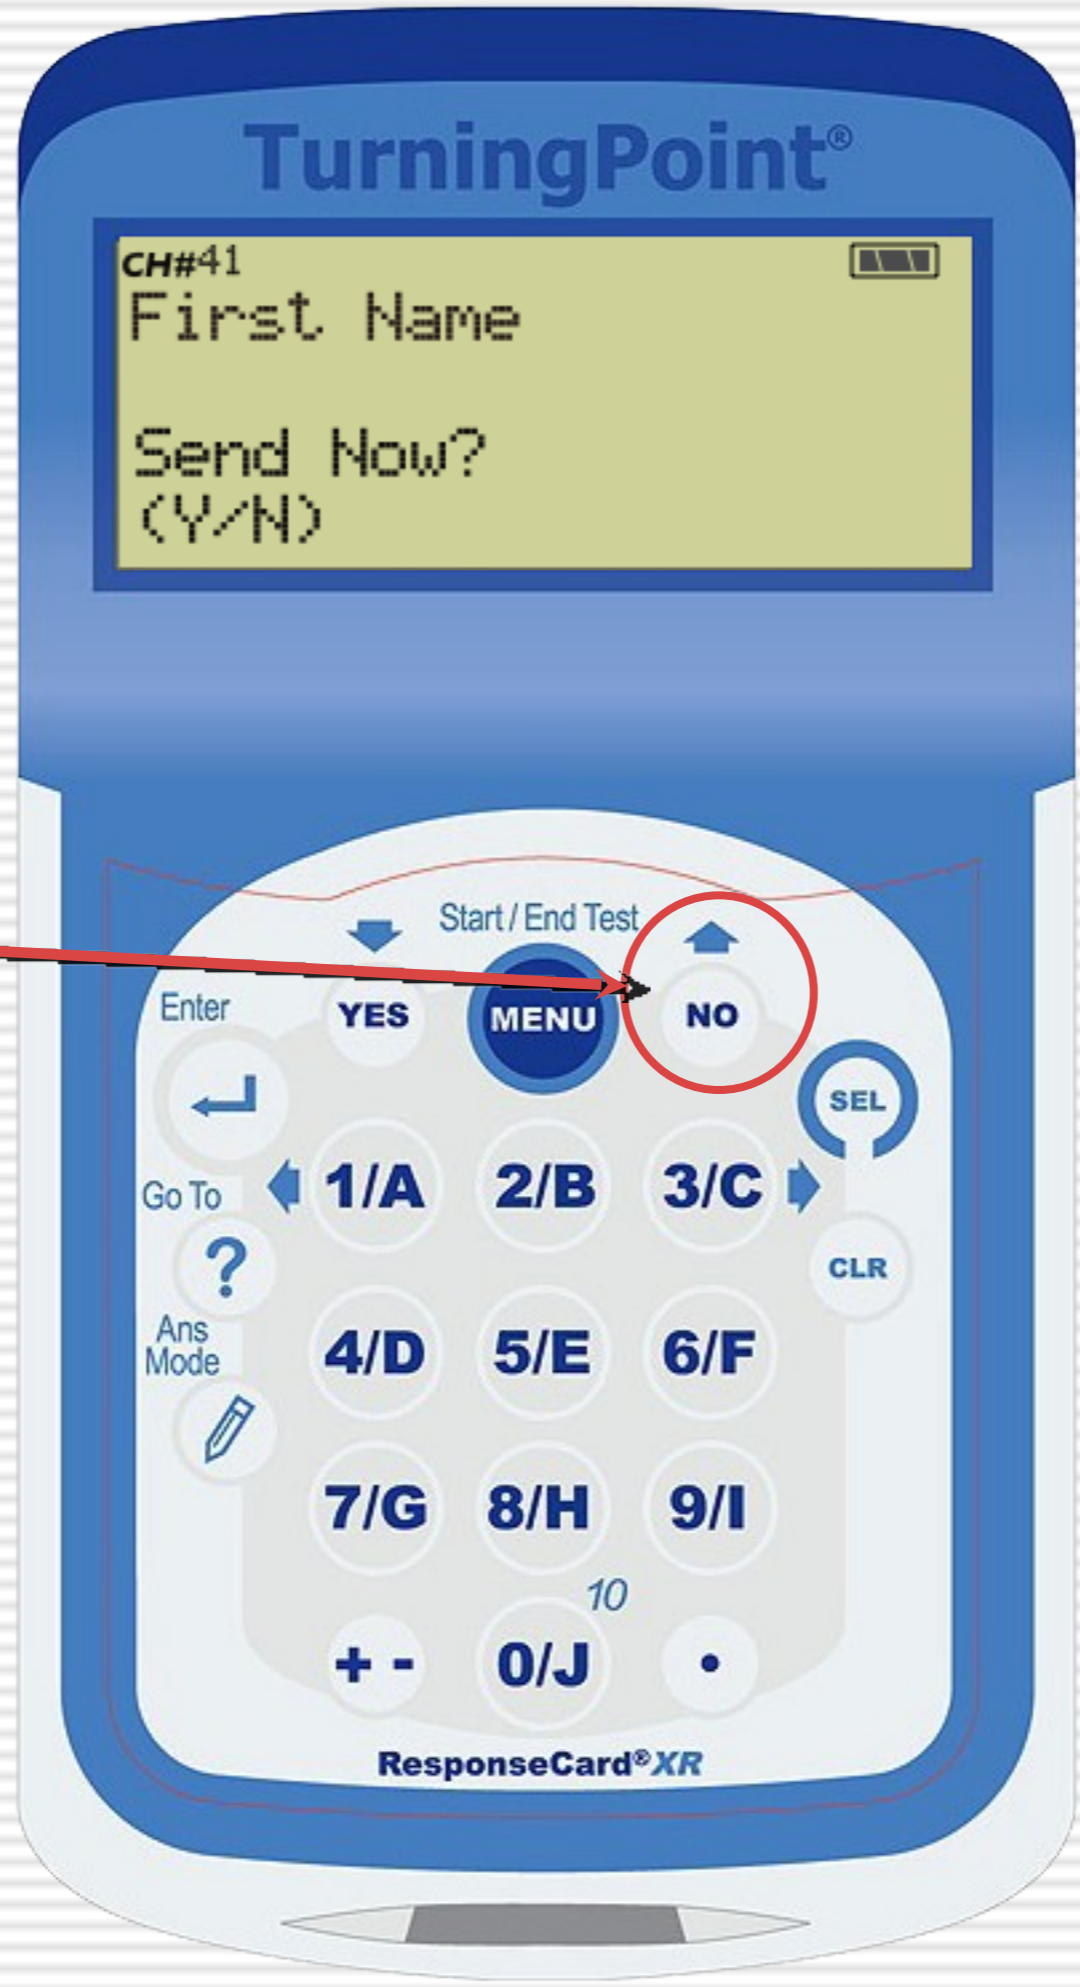 TurningPoint®
CH#41
First Name
Send Now?
(Y/N)
Start / End Test
YES
MENU
NO
Enter
SEL
Go To
1/A
2/B
3/C
?
CLR
Ans
Mode
4/D
5/E
6/F
7/G
8/H
9/I
10
+ -
0/J
•
ResponseCard® XR